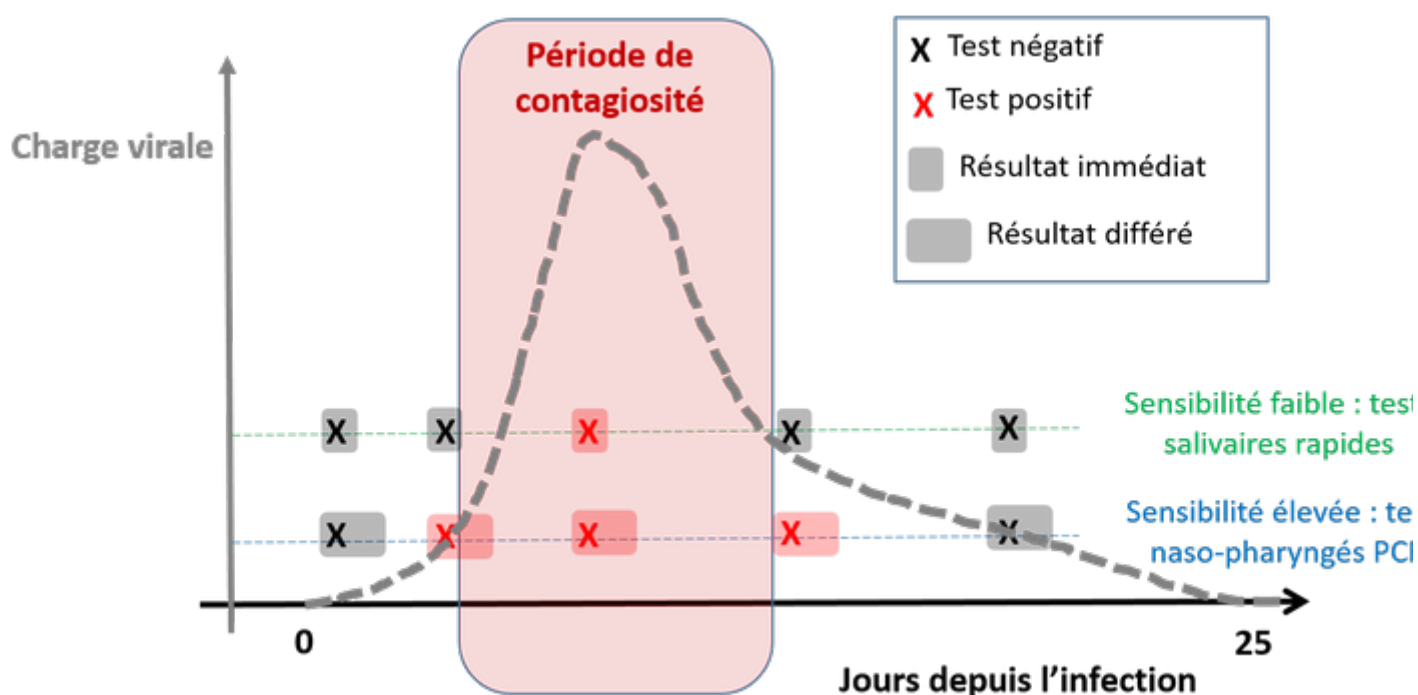 Période de
contagiosité
Charge virale
X Test négatif
X Test positif
Résultat immédiat
Résultat différé
X X X X X
Sensibilité faible : test
salivaires rapides
X X X X X
Sensibilité élevée : te
naso-pharyngés PC
0
25
Jours depuis l'infection